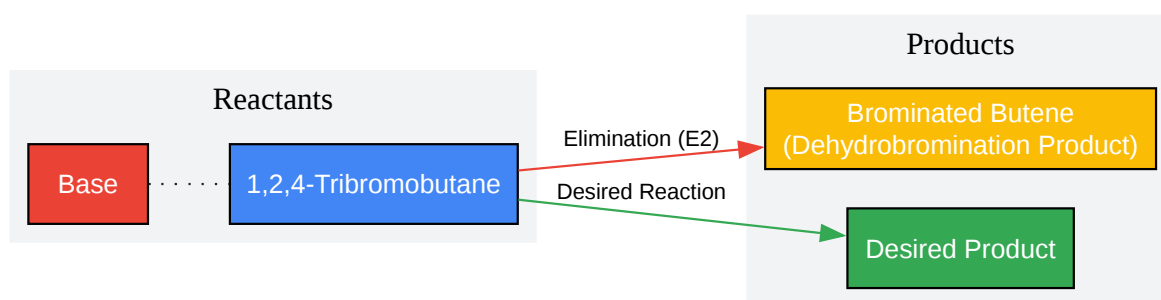 Reactants
Base
1,2,4-Tribromobutane
Elimination (E2)
Desired Reaction
Products
Brominated Butene
(Dehydrobromination Product)
Desired Product